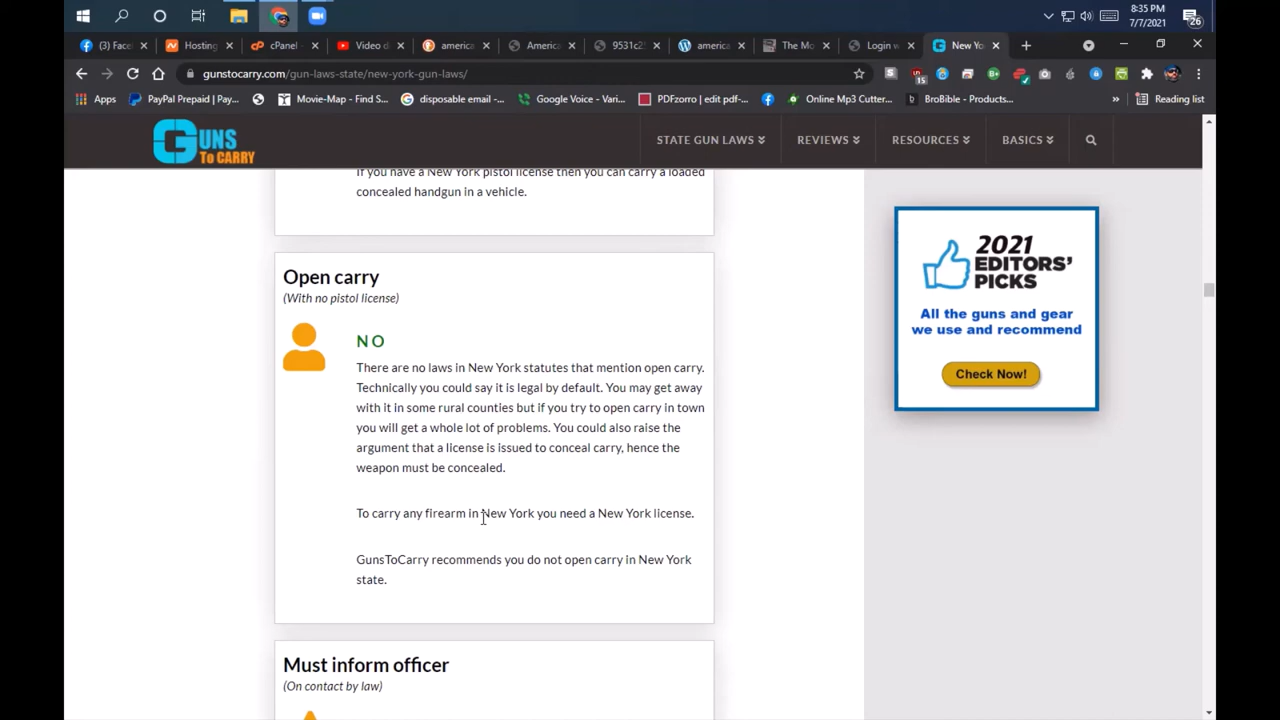 8:35 PM
7/7/2021
26
(3) Face
Hosting
cPanel -
Video d
america
America
9531c2
america
The Mo
Login w
New Yo
gunstocarry.com/gun-laws-state/new-york-gun-laws/
15
Apps
PayPal Prepaid | Pay...
Movie-Map - Find S...
disposable email -...
Google Voice - Vari...
PDFzorro | edit pdf-...
Online Mp3 Cutter...
BroBible - Products...
»
Reading list
GUNS
To CARRY
STATE GUN LAWS
REVIEWS
RESOURCES
BASICS
If you have a New York pistol license then you can carry a loaded
concealed handgun in a vehicle.
Open carry
(With no pistol license)
NO
There are no laws in New York statutes that mention open carry.
Technically you could say it is legal by default. You may get away
with it in some rural counties but if you try to open carry in town
you will get a whole lot of problems. You could also raise the
argument that a license is issued to conceal carry, hence the
weapon must be concealed.
To carry any firearm in New York you need a New York license.
GunsToCarry recommends you do not open carry in New York
state.
Must inform officer
(On contact by law)
2021
EDITORS'
PICKS
All the guns and gear
we use and recommend
Check Now!